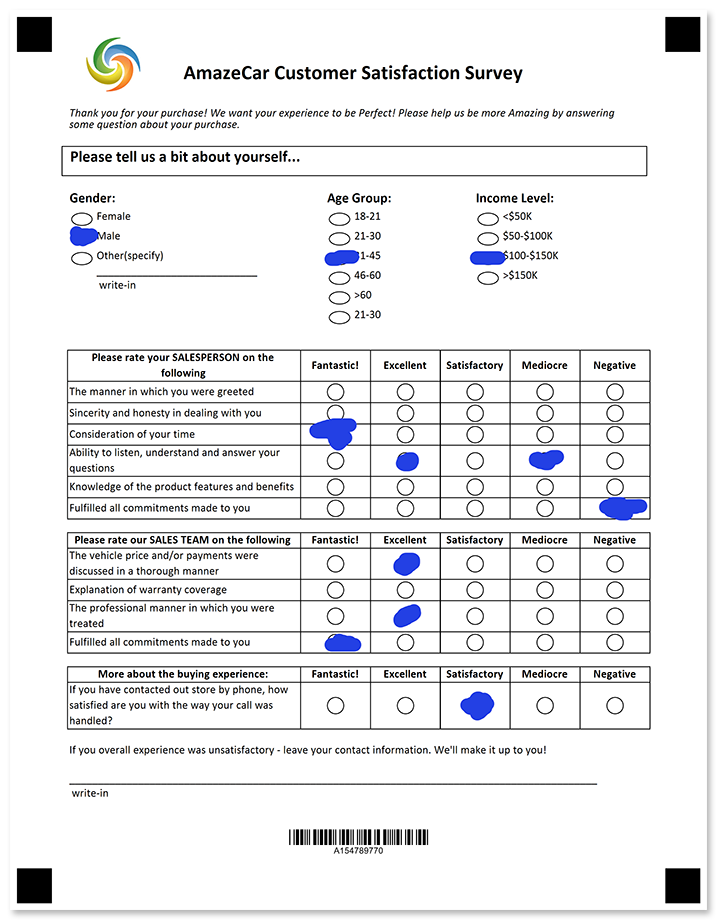 AmazeCar Customer Satisfaction Survey
Thank you for your purchase! We want your experience to be Perfect! Please help us be more Amazing by answering
some question about your purchase.
Please tell us a bit about yourself...
Gender: Age Group: Income Level:
Female 18-21 <$50K
Male 21-30 $50-$100K
Other(specify) 1-45 $100-$150K
46-60 >$150K
write-in >60
21-30
Please rate your SALESPERSON on the
following Fantastic! Excellent Satisfactory Mediocre Negative
The manner in which you were greeted
Sincerity and honesty in dealing with you
Consideration of your time
Ability to listen, understand and answer your
questions
Knowledge of the product features and benefits
Fulfilled all commitments made to you
Please rate our SALES TEAM on the following Fantastic! Excellent Satisfactory Mediocre Negative
The vehicle price and/or payments were
discussed in a thorough manner
Explanation of warranty coverage
The professional manner in which you were
treated
Fulfilled all commitments made to you
More about the buying experience: Fantastic! Excellent Satisfactory Mediocre Negative
If you have contacted out store by phone, how
satisfied are you with the way your call was
handled?
If you overall experience was unsatisfactory - leave your contact information. We'll make it up to you!
write-in
A154789770